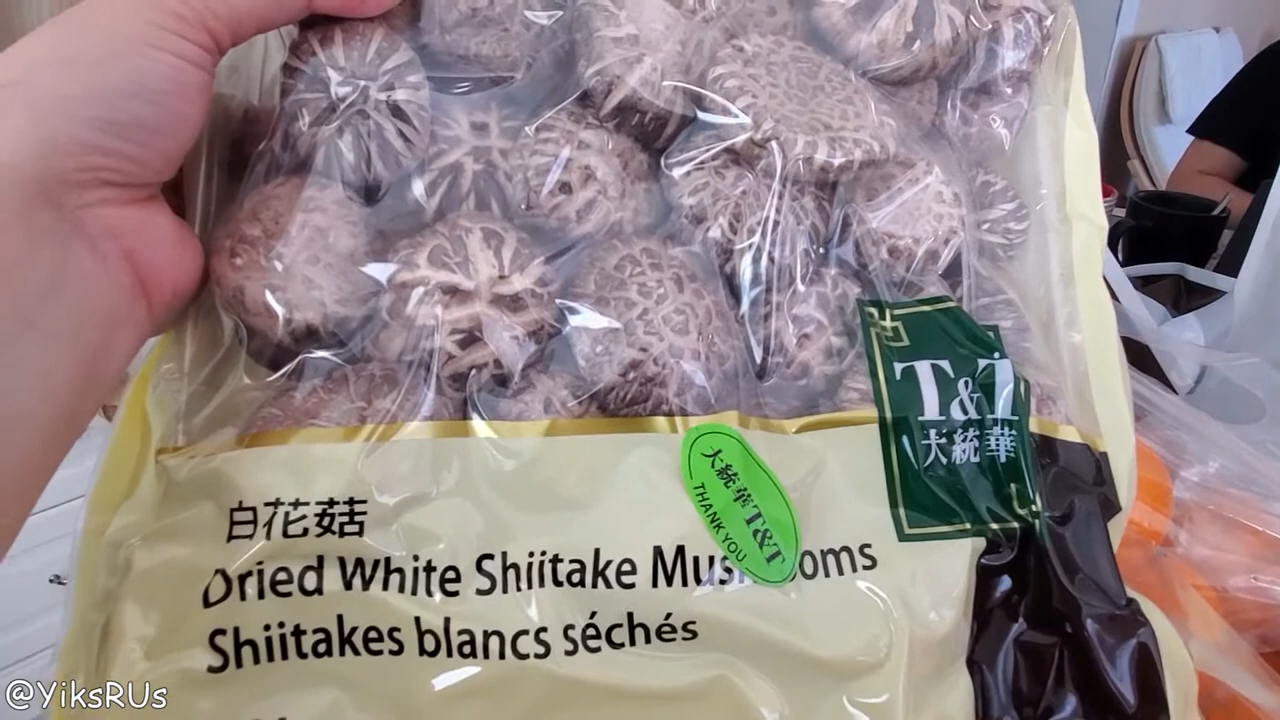 T&T
大統華
大統華T&T
THANK YOU
白花菇
Dried White Shiitake Mushrooms
Shiitakes blancs séchés
@YiksRUs